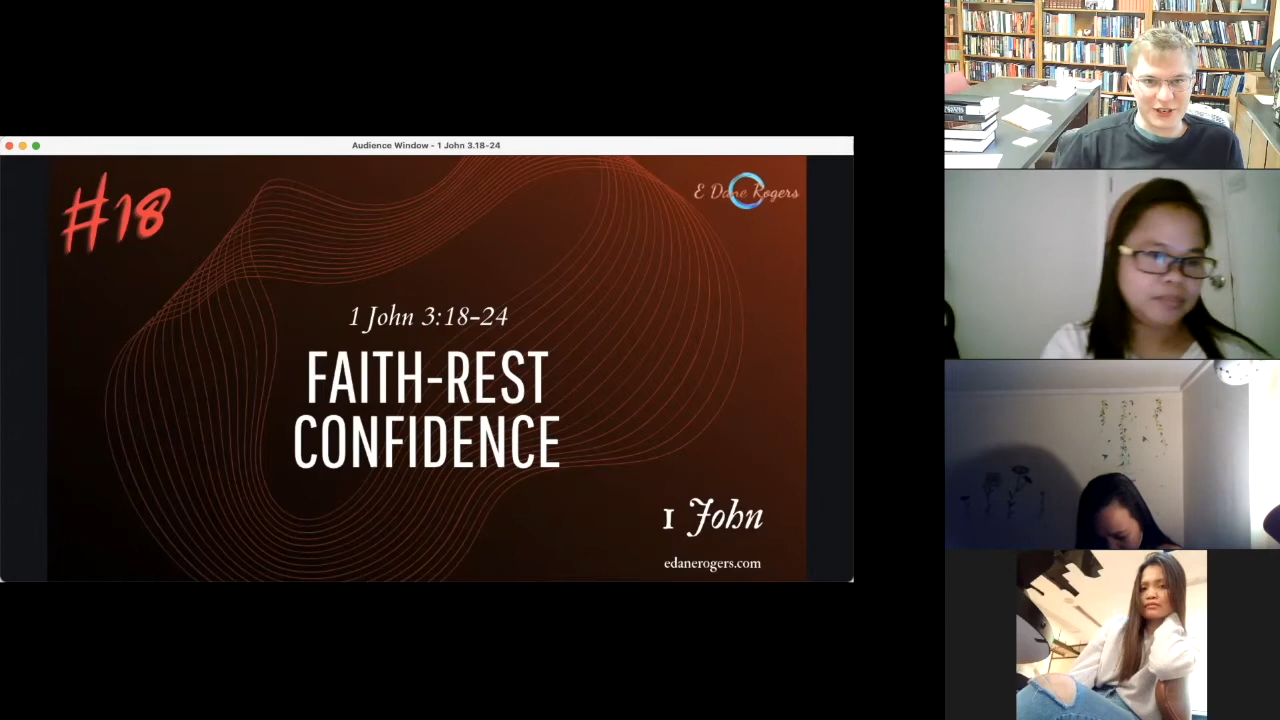 Audience Window - 1 John 3.18-24
#18
E Dane Rogers
1 John 3:18-24
FAITH-REST
CONFIDENCE
1 John
edanerogers.com